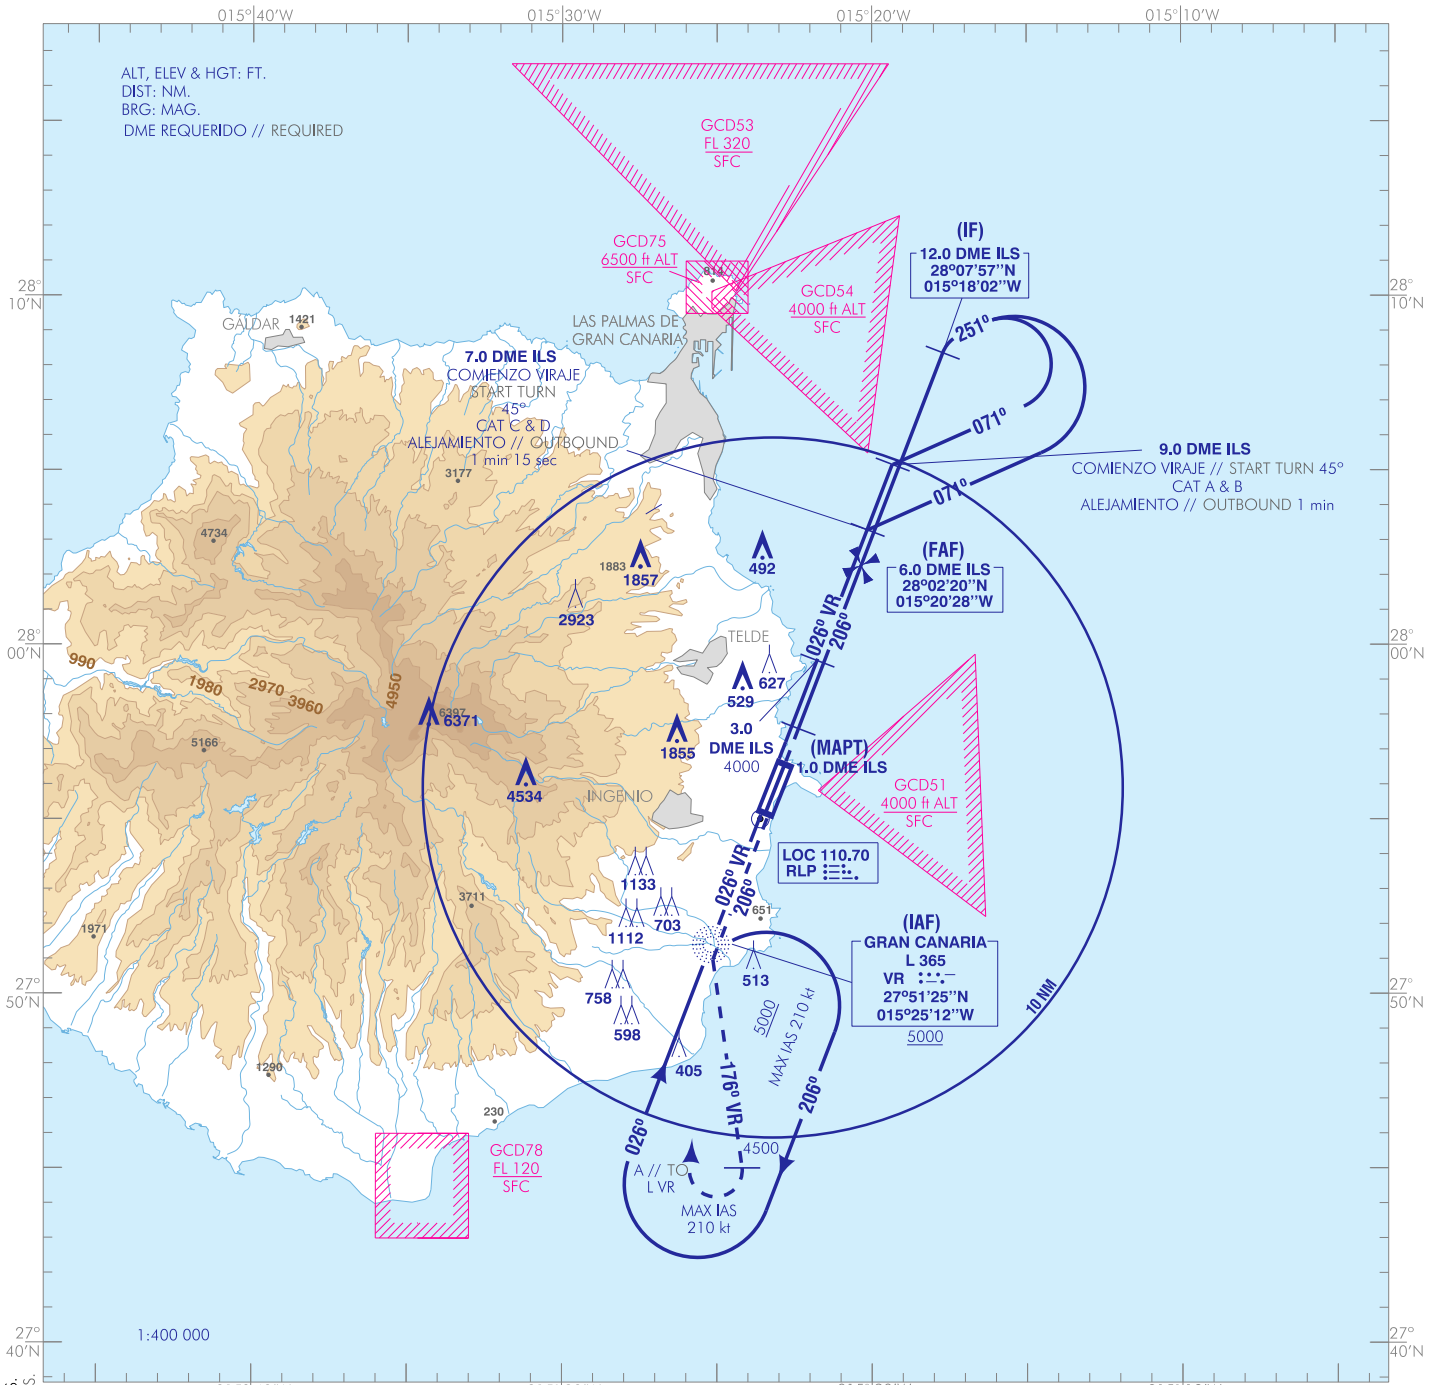 015°40'W
015°30'W
015°20'W
015°10'W
ALT, ELEV & HGT: FT.
DIST: NM.
BRG: MAG.
DME REQUERIDO // REQUIRED
GCD53
FL 320
SFC
GCD75
6500 ft ALT
SFC
814
GCD54
4000 ft ALT
SFC
(IF)
12.0 DME ILS
28°07'57''N
015°18'02''W
28°
10'N
28°
10'N
GALDAR
1421
LAS PALMAS DE
GRAN CANARIA
7.0 DME ILS
COMIENZO VIRAJE
START TURN
45°
CAT C & D
ALEJAMIENTO // OUTBOUND
1 min 15 sec
3177
251°
071°
071°
9.0 DME ILS
COMIENZO VIRAJE // START TURN 45°
CAT A & B
ALEJAMIENTO // OUTBOUND 1 min
4734
1883
1857
492
2923
(FAF)
6.0 DME ILS
28°02'20''N
015°20'28''W
026° VR
206°
28°
00'N
28°
00'N
TELDE
627
529
990
1980
2970
3960
4950
6397
6371
5166
1855
3.0
DME ILS
4000
(MAPT)
1.0 DME ILS
4534
INGENIO
GCD51
4000 ft ALT
SFC
LOC 110.70
RLP
026° VR
206°
1133
703
1112
651
3711
1971
513
758
598
405
(IAF)
GRAN CANARIA
L 365
VR
27°51'25''N
015°25'12''W
5000
10 NM
27°
50'N
27°
50'N
5000
MAX IAS 210 kt
176° VR
206°
026°
1290
230
4500
A // TO
L VR
MAX IAS
210 kt
GCD78
FL 120
SFC
1:400 000
27°
40'N
27°
40'N